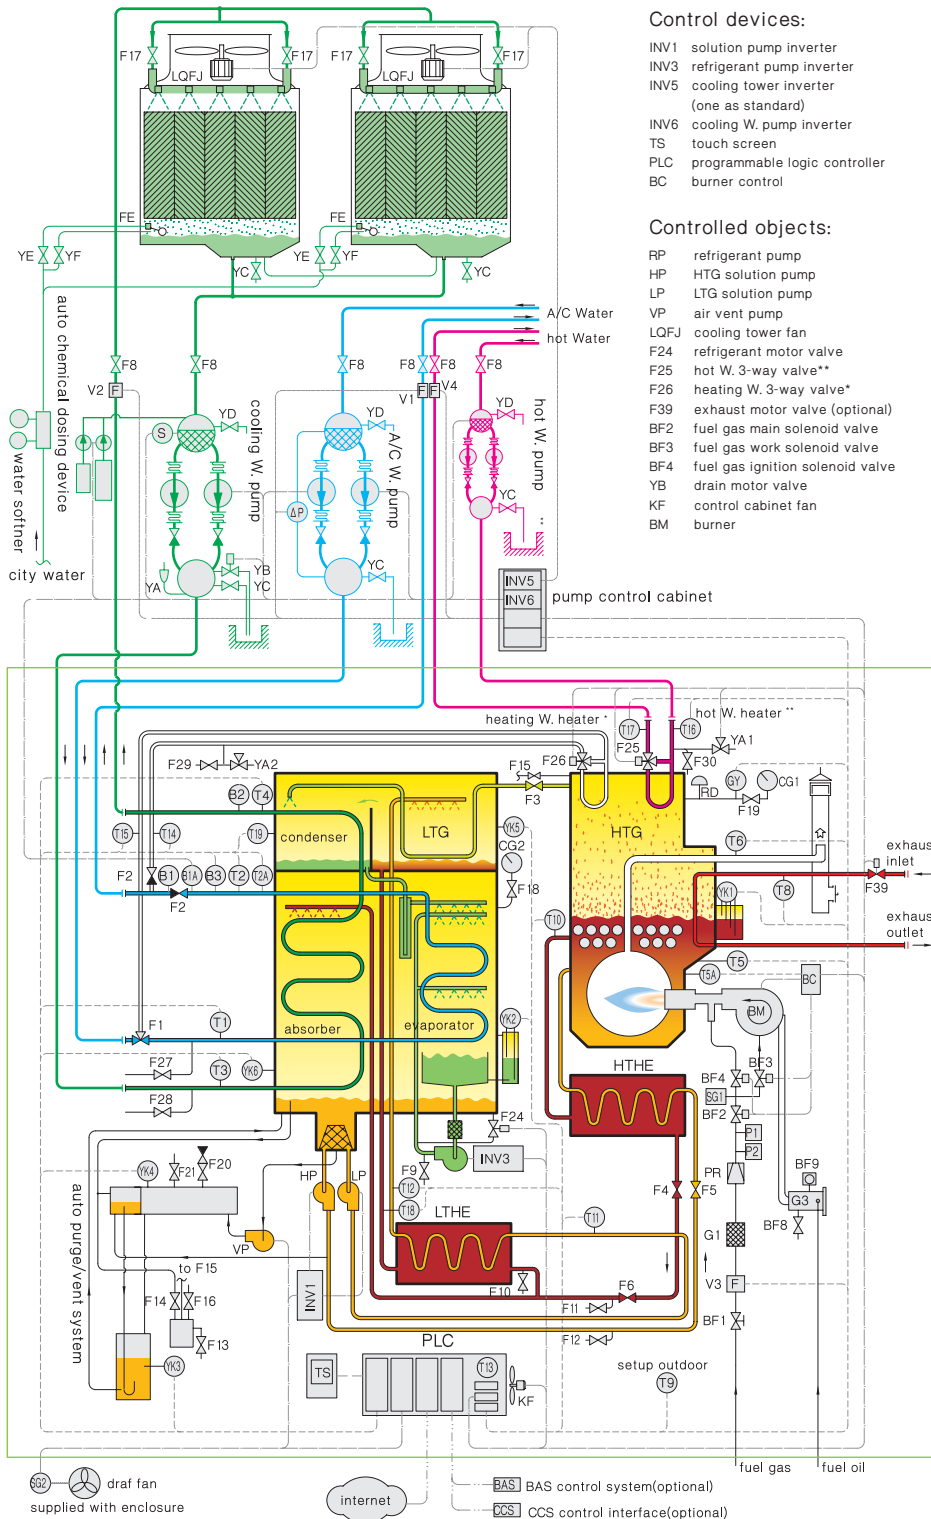 Control devices:
INV1 solution pump inverter
INV3 refrigerant pump inverter
INV5 cooling tower inverter
(one as standard)
INV6 cooling W. pump inverter
TS touch screen
PLC programmable logic controller
BC burner control
Controlled objects:
RP refrigerant pump
HP HTG solution pump
LP LTG solution pump
VP air vent pump
LQFJ cooling tower fan
F24 refrigerant motor valve
F25 hot W. 3-way valve**
F26 heating W. 3-way valve*
F39 exhaust motor valve (optional)
BF2 fuel gas main solenoid valve
BF3 fuel gas work solenoid valve
BF4 fuel gas ignition solenoid valve
YB drain motor valve
KF control cabinet fan
BM burner
F17 F17 F17 F17
LQFJ LQFJ
FE FE
YE YF YE YF
YC YC
A/C Water
hot Water
F8 F8 F8 F8 F8 F8
V2 F V1 F F V4
YD YD YD
S
ΔP
cooling W. pump
A/C W. pump
hot W. pump **
auto chemical dosing device
water softner
city water
YA YB YC YC YC
INV5
INV6
pump control cabinet
heating W. heater *
hot W. heater **
T17 T16
F25 F26 F30 YA1
F29 YA2
F15 F3
RD GY CG1 F19
B2 T4
T15 T14 T19
condenser LTG HTG
YK5 CG2 F18
T6
exhaus
inlet
F39
exhaus
outlet
F2 B1 B1A B3 T2 T2A
F2
T10 YK1 T8
T5 T5A
BC BM
absorber evaporator
F1 T1
YK2
F27 T3 YK6
F28
HTHE
BF4 BF3
SG1
BF2
P1
P2
PR
BF9
G3
BF8
G1
V3 F
BF1
F24
INV3
F9
T12
T18
HP LP
YK4 F21 F20
VP
LTHE
T11
F4 F5
F6
F10 F11 F12
INV1
auto purge/vent system
to F15
F14 F16
F13
YK3
PLC
TS
T13
KF
setup outdoor
T9
fuel gas fuel oil
SG2 draf fan
supplied with enclosure
internet
BAS BAS control system(optional)
CCS CCS control interface(optional)